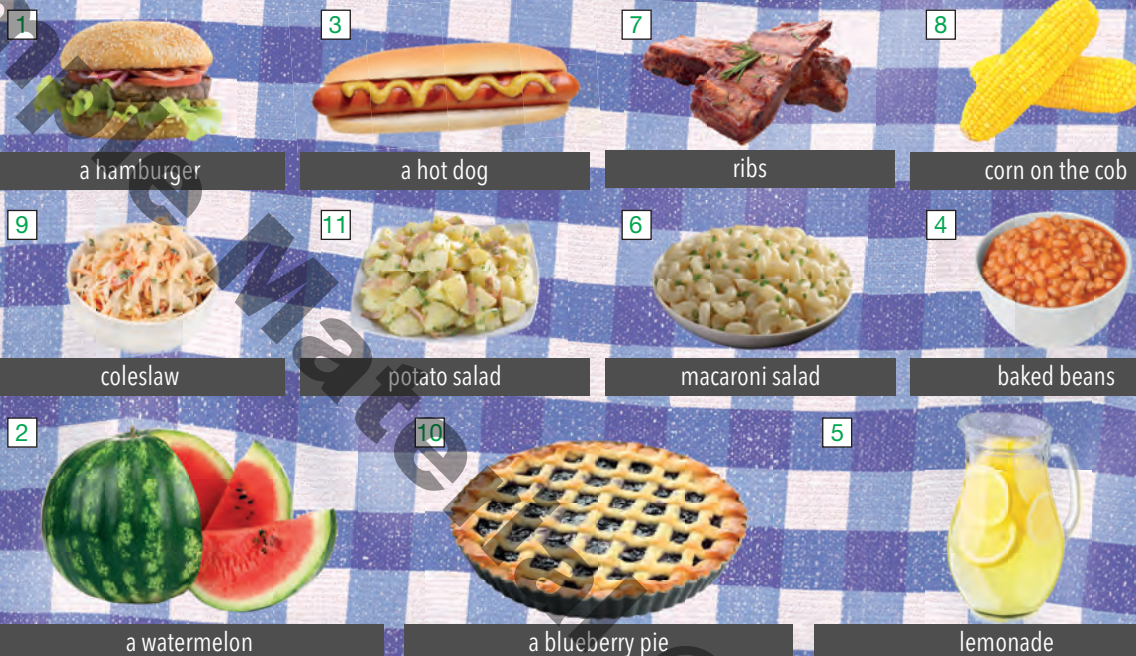 1
3
7
8
a hamburger
a hot dog
ribs
corn on the cob
9
11
6
4
coleslaw
potato salad
macaroni salad
baked beans
2
10
5
a watermelon
a blueberry pie
lemonade